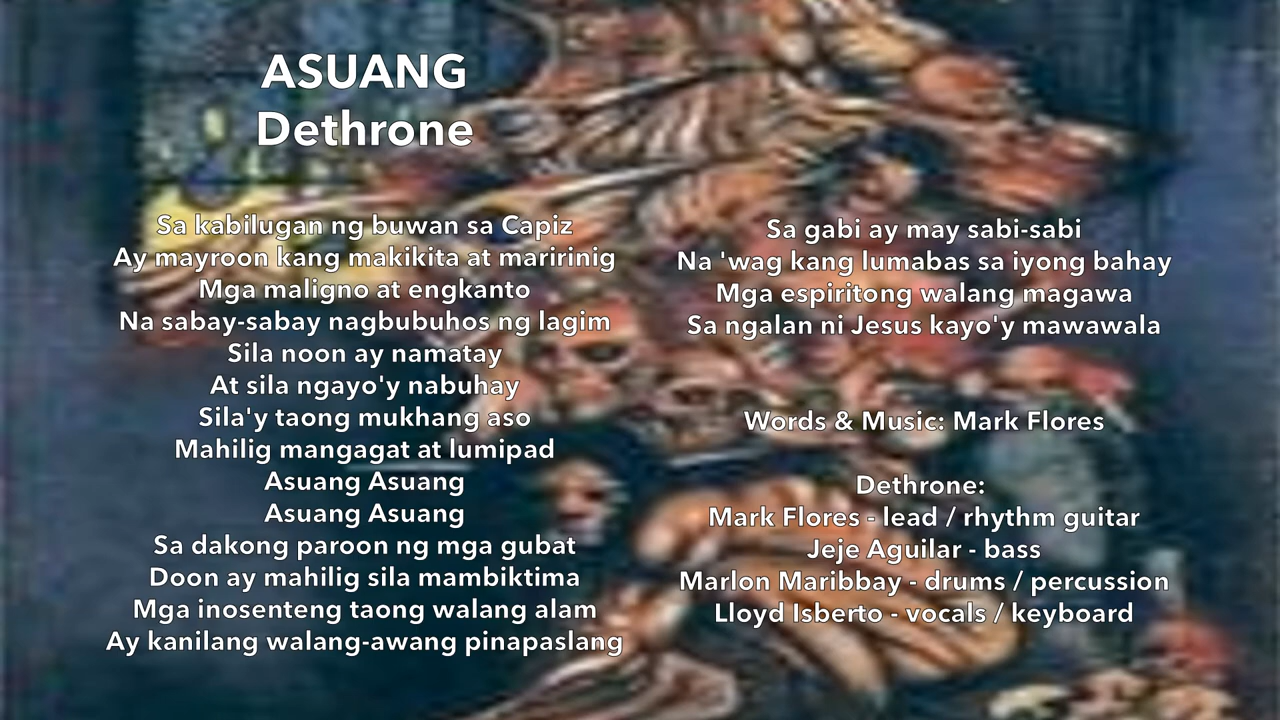 ASUANG
Dethrone
Sa kabilugan ng buwan sa Capiz
Ay mayroon kang makikita at maririnig
Mga maligno at engkanto
Na sabay-sabay nagbubuhos ng lagim
Sila noon ay namatay
At sila ngayo'y nabuhay
Sila'y taong mukhang aso
Mahilig mangagat at lumipad
Asuang Asuang
Asuang Asuang
Sa dakong paroon ng mga gubat
Doon ay mahilig sila mambiktima
Mga inosenteng taong walang alam
Ay kanilang walang-awang pinapaslang
Sa gabi ay may sabi-sabi
Na 'wag kang lumabas sa iyong bahay
Mga espiritong walang magawa
Sa ngalan ni Jesus kayo'y mawawala
Words & Music: Mark Flores
Dethrone:
Mark Flores - lead / rhythm guitar
Jeje Aguilar - bass
Marlon Maribbay - drums / percussion
Lloyd Isberto - vocals / keyboard